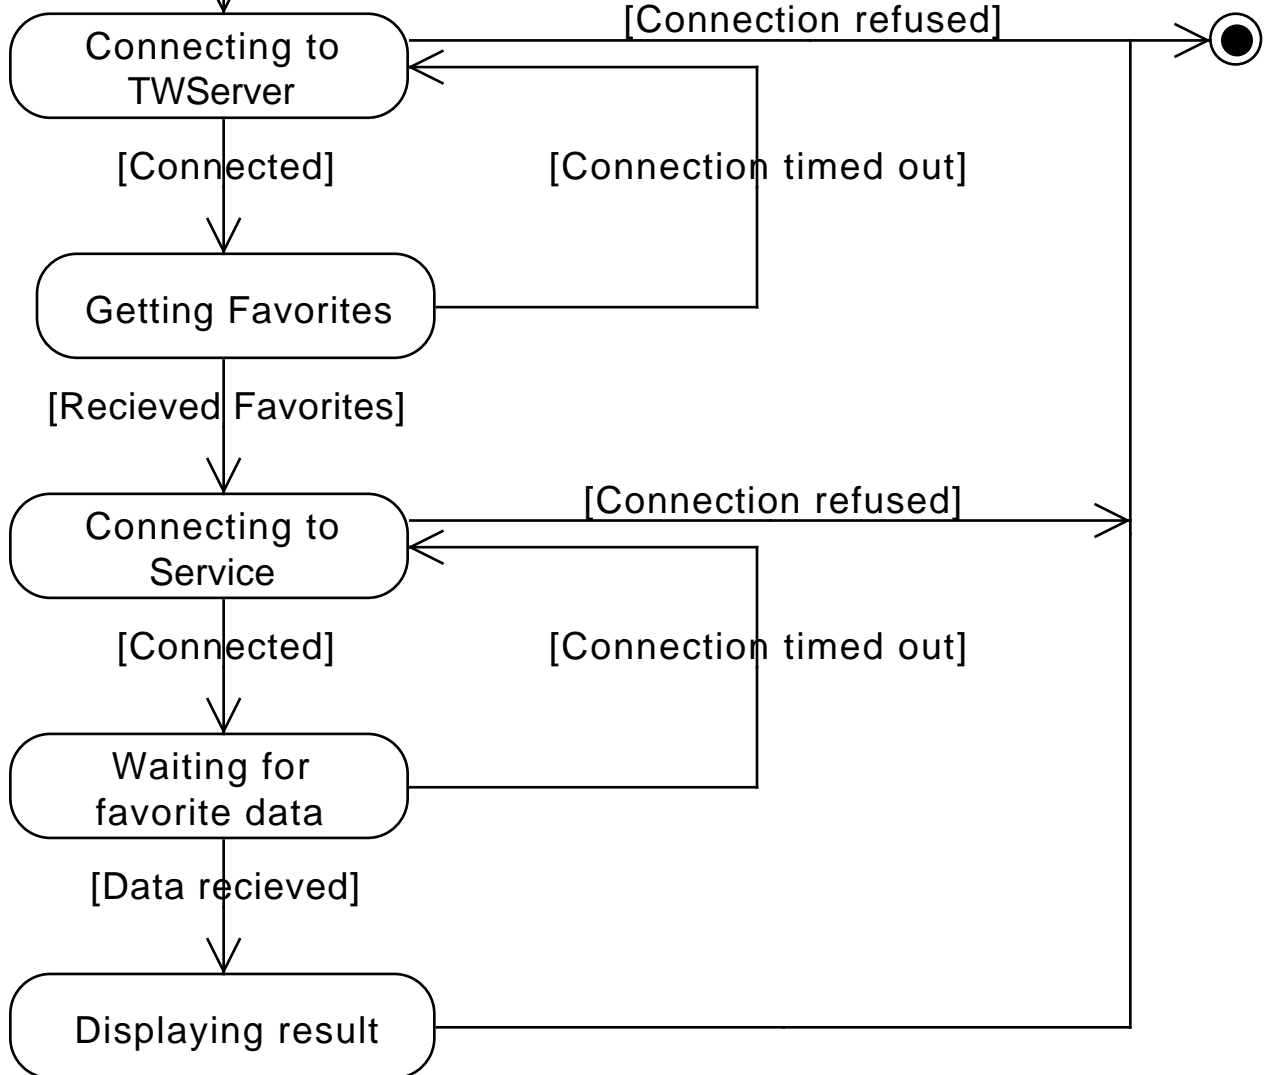 [Connection refused]
Connecting to
TWServer
[Connected]
[Connection timed out]
Getting Favorites
[Recieved Favorites]
[Connection refused]
Connecting to
Service
[Connected]
[Connection timed out]
Waiting for
favorite data
[Data recieved]
Displaying result